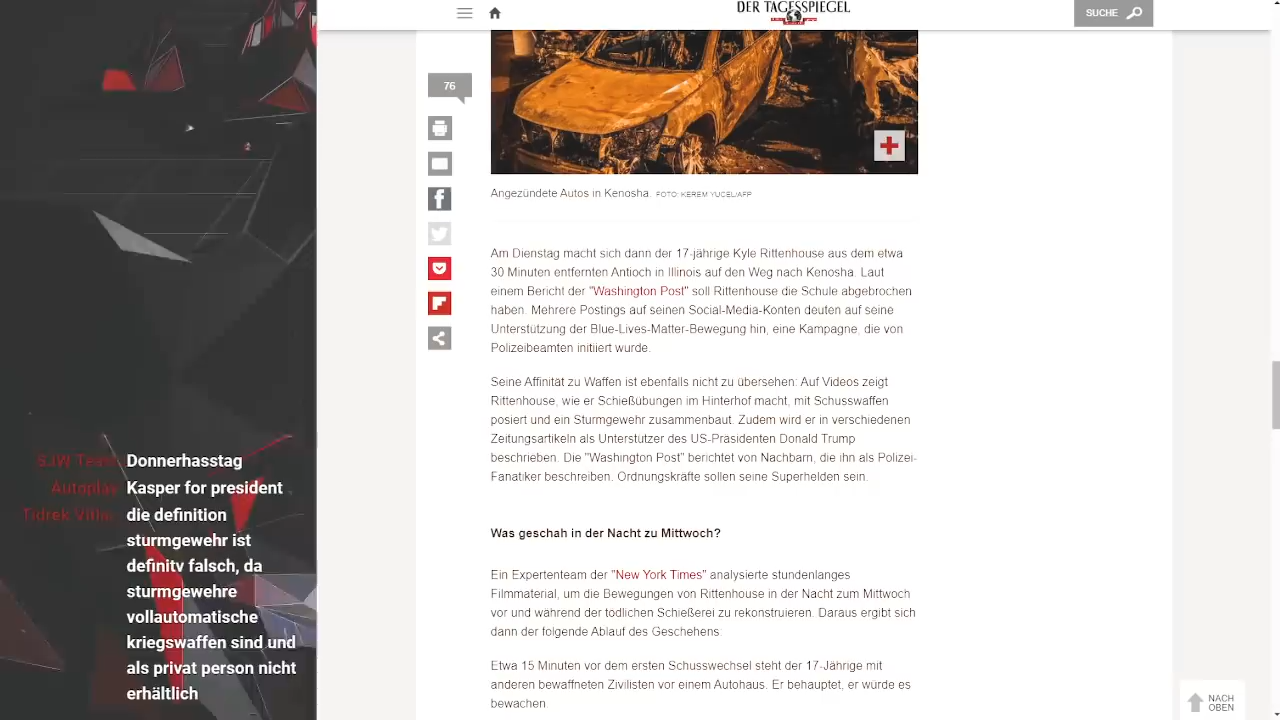 DER TAGESSPIEGEL
SUCHE
76
Angezündete Autos in Kenosha. FOTO: KEREM YUCEL/AFP
Am Dienstag macht sich dann der 17-jährige Kyle Rittenhouse aus dem etwa
30 Minuten entfernten Antioch in Illinois auf den Weg nach Kenosha. Laut
einem Bericht der "Washington Post" soll Rittenhouse die Schule abgebrochen
haben. Mehrere Postings auf seinen Social-Media-Konten deuten auf seine
Unterstützung der Blue-Lives-Matter-Bewegung hin, eine Kampagne, die von
Polizeibeamten initiiert wurde.
Seine Affinität zu Waffen ist ebenfalls nicht zu übersehen: Auf Videos zeigt
Rittenhouse, wie er Schießübungen im Hinterhof macht, mit Schusswaffen
posiert und ein Sturmgewehr zusammenbaut. Zudem wird er in verschiedenen
Zeitungsartikeln als Unterstützer des US-Präsidenten Donald Trump
beschrieben. Die "Washington Post" berichtet von Nachbarn, die ihn als Polizei-
Fanatiker beschreiben. Ordnungskräfte sollen seine Superhelden sein.
Was geschah in der Nacht zu Mittwoch?
Ein Expertenteam der "New York Times" analysierte stundenlanges
Filmmaterial, um die Bewegungen von Rittenhouse in der Nacht zum Mittwoch
vor und während der tödlichen Schießerei zu rekonstruieren. Daraus ergibt sich
dann der folgende Ablauf des Geschehens:
Etwa 15 Minuten vor dem ersten Schusswechsel steht der 17-Jährige mit
anderen bewaffneten Zivilisten vor einem Autohaus. Er behauptet, er würde es
bewachen.
NACH
OBEN
SJW Team Donnerhasstag
Autoplay Kasper for president
Tidrek Vitlar die definition
sturmgewehr ist
definitv falsch, da
sturmgewehre
vollautomatische
kriegswaffen sind und
als privat person nicht
erhältlich